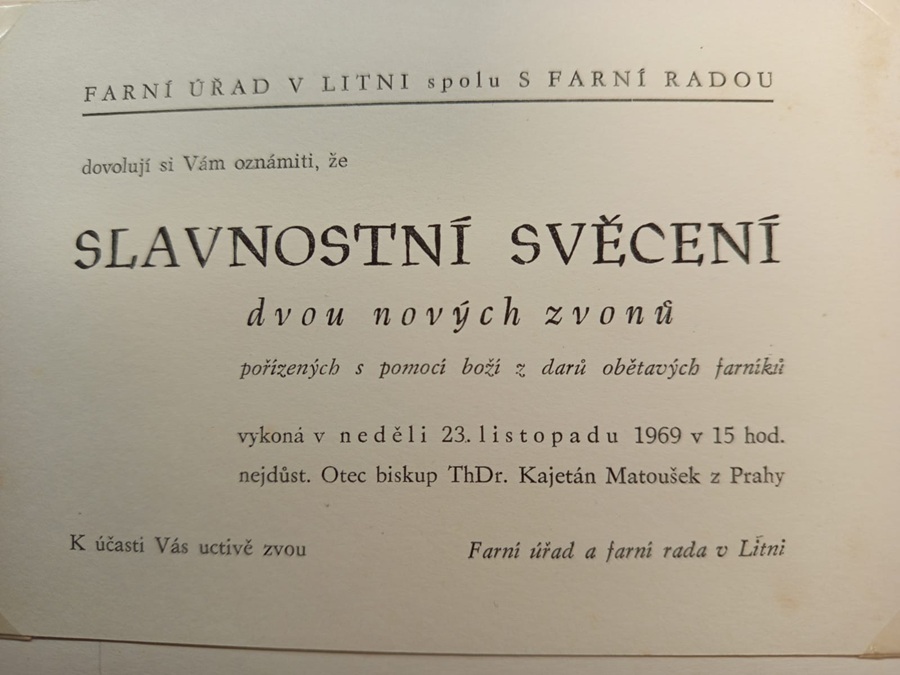 FARNÍ ÚŘAD V LITNI spolu S FARNÍ RADOU
dovolují si Vám oznámiti, že
SLAVNOSTNÍ SVĚCENÍ
dvou nových zvonů
pořízených s pomocí boží z darů obětavých farníků
vykoná v neděli 23. listopadu 1969 v 15 hod.
nejdůst. Otec biskup ThDr. Kajetán Matoušek z Prahy
K účasti Vás uctivě zvou
Farní úřad a farní rada v Litni